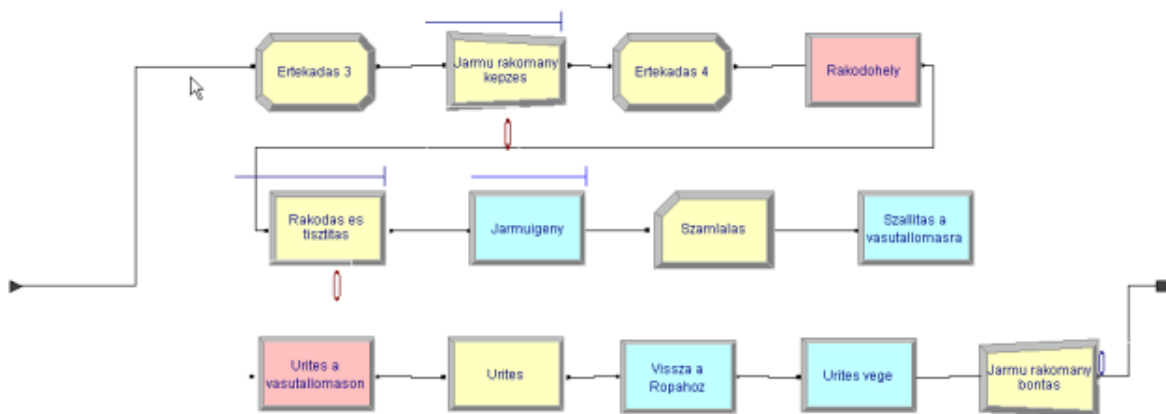 Ertekadas 3
Jarmu rakomany
kepzes
Ertekadas 4
Rakodohely
Rakodas es
tisztitas
Jarmuigeny
Szamlalas
Szallitas a
vasutallomasra
Urites a
vasutallomason
Urites
Vissza a
Ropahoz
Urites vege
Jarmu rakomany
bontas